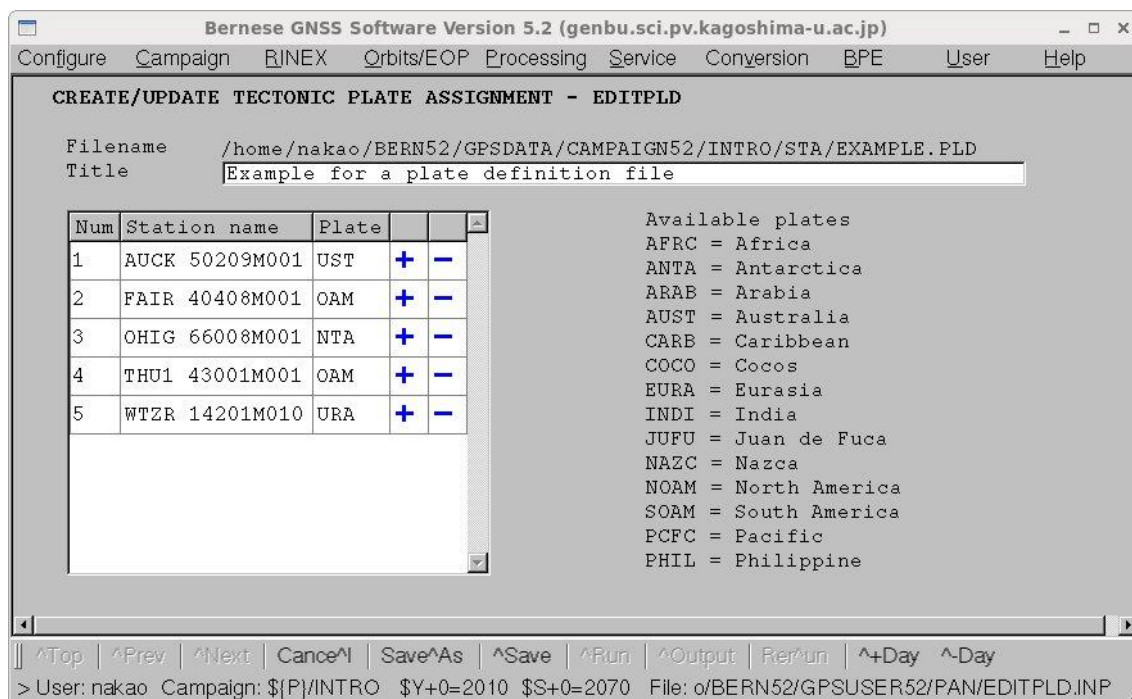 Bernese GNSS Software Version 5.2 (genbu.sci.pv.kagoshima-u.ac.jp)
Configure Campaign RINEX Orbits/EOP Processing Service Conversion BPE User Help
CREATE/UPDATE TECTONIC PLATE ASSIGNMENT - EDITPLD
Filename /home/nakao/BERN52/GPSDATA/CAMPAIGN52/INTRO/STA/EXAMPLE.PLD
Title Example for a plate definition file
Num Station name Plate
1 AUCK 50209M001 UST + −
2 FAIR 40408M001 OAM + −
3 OHIG 66008M001 NTA + −
4 THU1 43001M001 OAM + −
5 WTZR 14201M010 URA + −
Available plates
AFRC = Africa
ANTA = Antarctica
ARAB = Arabia
AUST = Australia
CARB = Caribbean
COCO = Cocos
EURA = Eurasia
INDI = India
JUFU = Juan de Fuca
NAZC = Nazca
NOAM = North America
SOAM = South America
PCFC = Pacific
PHIL = Philippine
^Top ^Prev ^Next Cance^l Save^As ^Save ^Run ^Output Rer^un ^+Day ^-Day
> User: nakao Campaign: ${P}/INTRO $Y+0=2010 $S+0=2070 File: o/BERN52/GPSUSER52/PAN/EDITPLD.INP